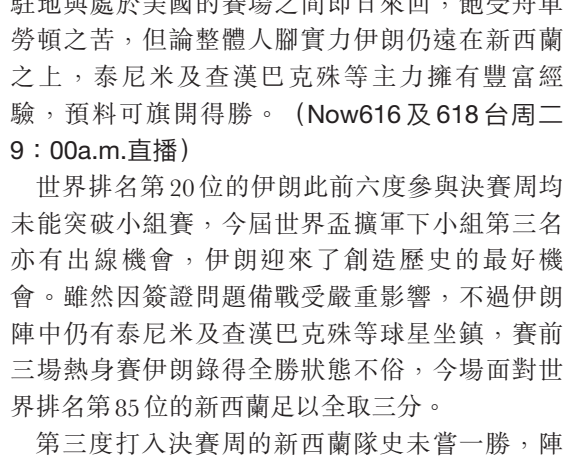 駐地與處於美國的賽場之間即日來回，飽受舟車
勞頓之苦，但論整體人腳實力伊朗仍遠在新西蘭
之上，泰尼米及查漢巴克殊等主力擁有豐富經
驗，預料可旗開得勝。（Now616及618台周二
9：00a.m.直播）
　世界排名第20位的伊朗此前六度參與決賽周均
未能突破小組賽，今屆世界盃擴軍下小組第三名
亦有出線機會，伊朗迎來了創造歷史的最好機
會。雖然因簽證問題備戰受嚴重影響，不過伊朗
陣中仍有泰尼米及查漢巴克殊等球星坐鎮，賽前
三場熱身賽伊朗錄得全勝狀態不俗，今場面對世
界排名第85位的新西蘭足以全取三分。
　第三度打入決賽周的新西蘭隊史未嘗一勝，陣